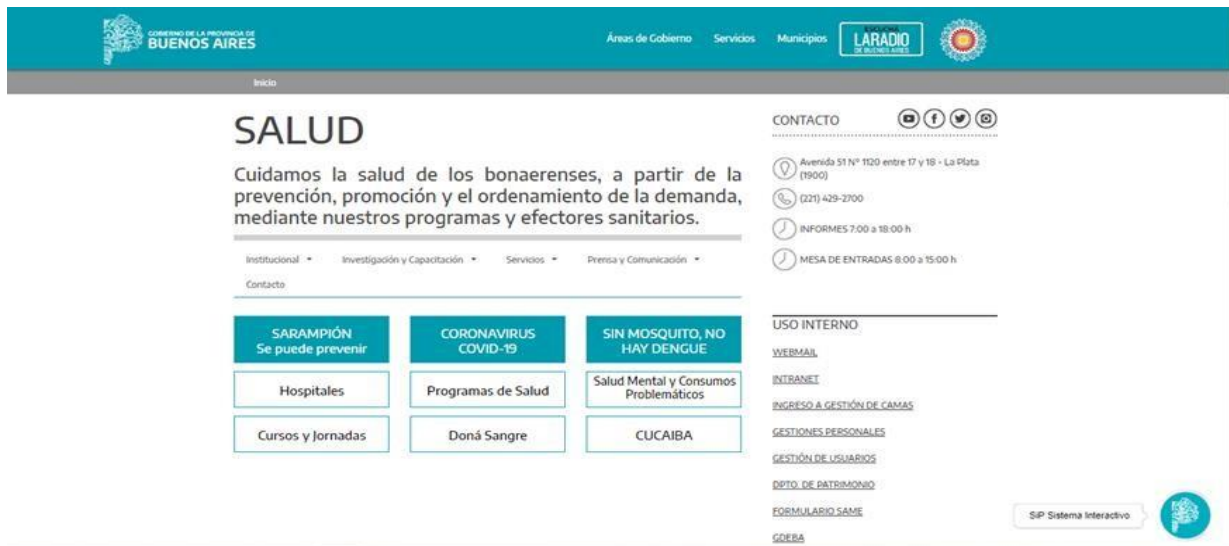 GOBIERNO DE LA PROVINCIA DE
BUENOS AIRES
Áreas de Gobierno
Servicios
Municipios
ESCUCHÁ
LARADIO
DE BUENOS AIRES
Inicio
SALUD
Cuidamos la salud de los bonaerenses, a partir de la
prevención, promoción y el ordenamiento de la demanda,
mediante nuestros programas y efectores sanitarios.
Institucional
Investigación y Capacitación
Servicios
Prensa y Comunicación
Contacto
SARAMPIÓN
Se puede prevenir
CORONAVIRUS
COVID-19
SIN MOSQUITO, NO
HAY DENGUE
Hospitales
Programas de Salud
Salud Mental y Consumos
Problemáticos
Cursos y Jornadas
Doná Sangre
CUCAIBA
CONTACTO
Avenida 51 N° 1120 entre 17 y 18 - La Plata
(1900)
(221) 429-2700
INFORMES 7:00 a 18:00 h
MESA DE ENTRADAS 8:00 a 15:00 h
USO INTERNO
WEBMAIL
INTRANET
INGRESO A GESTIÓN DE CAMAS
GESTIONES PERSONALES
GESTIÓN DE USUARIOS
DPTO. DE PATRIMONIO
FORMULARIO SAME
GDEBA
SiP Sistema Interactivo